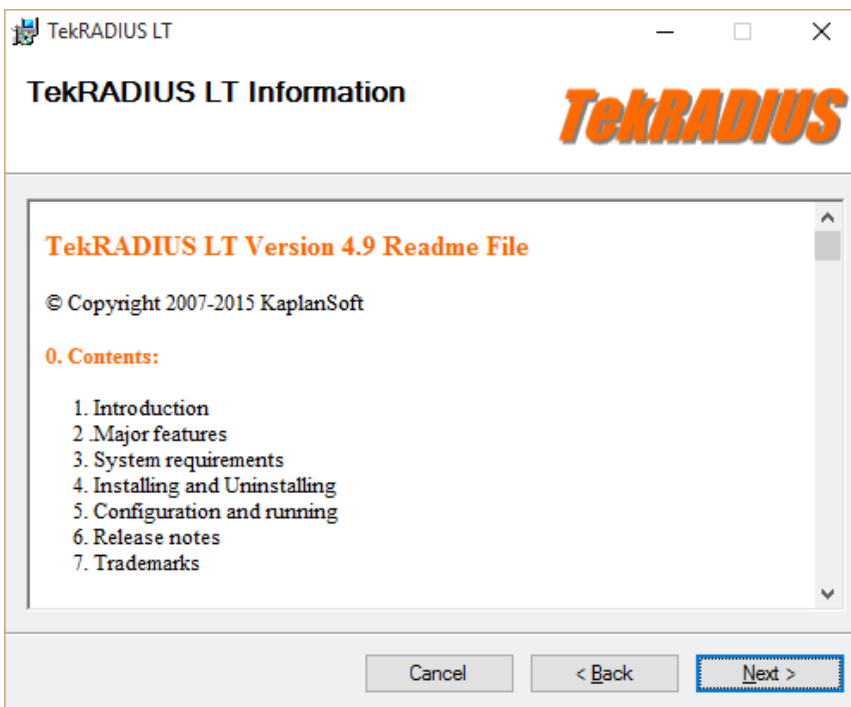 TekRADIUS LT
TekRADIUS LT Information
TekRADIUS
TekRADIUS LT Version 4.9 Readme File
© Copyright 2007-2015 KaplanSoft
0. Contents:
1. Introduction
2 .Major features
3. System requirements
4. Installing and Uninstalling
5. Configuration and running
6. Release notes
7. Trademarks
Cancel
< Back
Next >